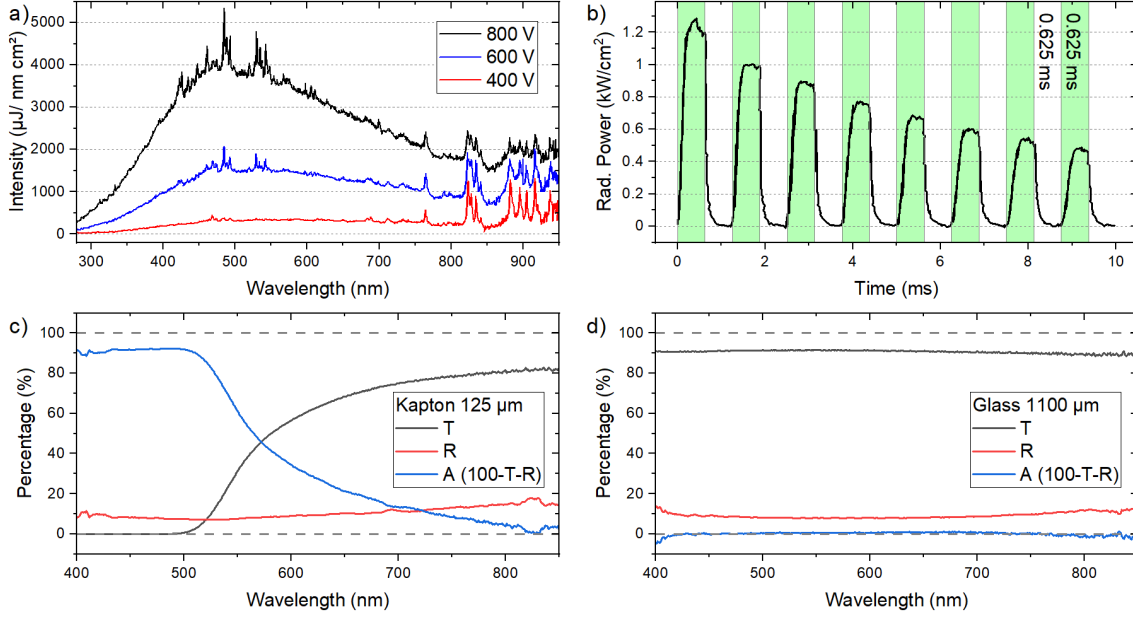 a)
Intensity (µJ/ nm cm²)
5000
4000
3000
2000
1000
0
800 V
600 V
400 V
300
400
500
600
700
800
900
Wavelength (nm)
b)
Rad. Power (kW/cm²)
1.2
1.0
0.8
0.6
0.4
0.2
0
0.625 ms
0.625 ms
0
2
4
6
8
10
Time (ms)
c)
Percentage (%)
100
80
60
40
20
0
Kapton 125 µm
T
R
A (100-T-R)
400
500
600
700
800
Wavelength (nm)
d)
Percentage (%)
100
80
60
40
20
0
Glass 1100 µm
T
R
A (100-T-R)
400
500
600
700
800
Wavelength (nm)